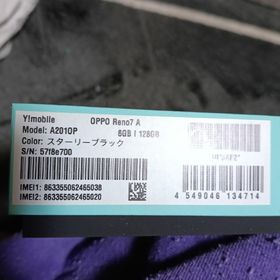 Y!mobile OPPO Reno7 A
Model: A201OP 6GB | 128GB
Color: スターリーブラック
S/N: 57f8e700
IMEI1: 863355062465038
IMEI2: 863355062465020
4 549046 134714